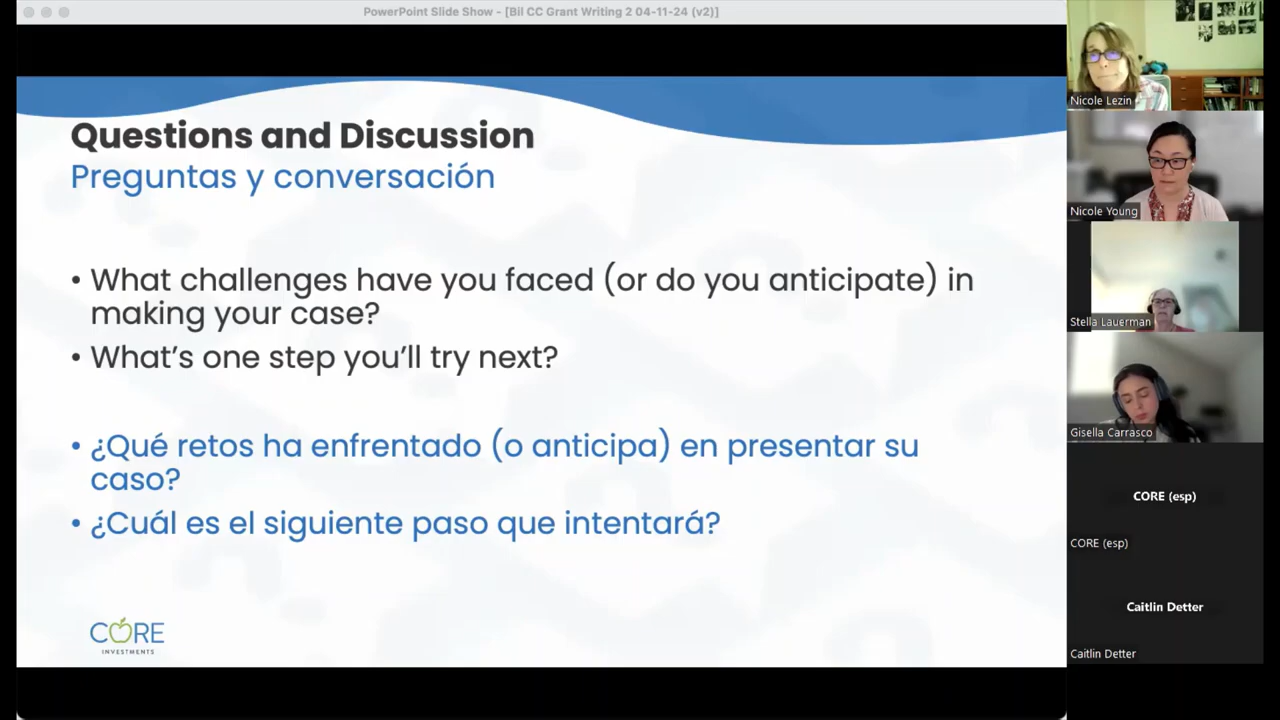 PowerPoint Slide Show - [Bil CC Grant Writing 2 04-11-24 (v2)]
Questions and Discussion
Preguntas y conversación
• What challenges have you faced (or do you anticipate) in
making your case?
• What's one step you'll try next?
• ¿Qué retos ha enfrentado (o anticipa) en presentar su
caso?
• ¿Cuál es el siguiente paso que intentará?
CORE
INVESTMENTS
Nicole Lezin
Nicole Young
Stella Lauerman
Gisella Carrasco
CORE (esp)
CORE (esp)
Caitlin Detter
Caitlin Detter